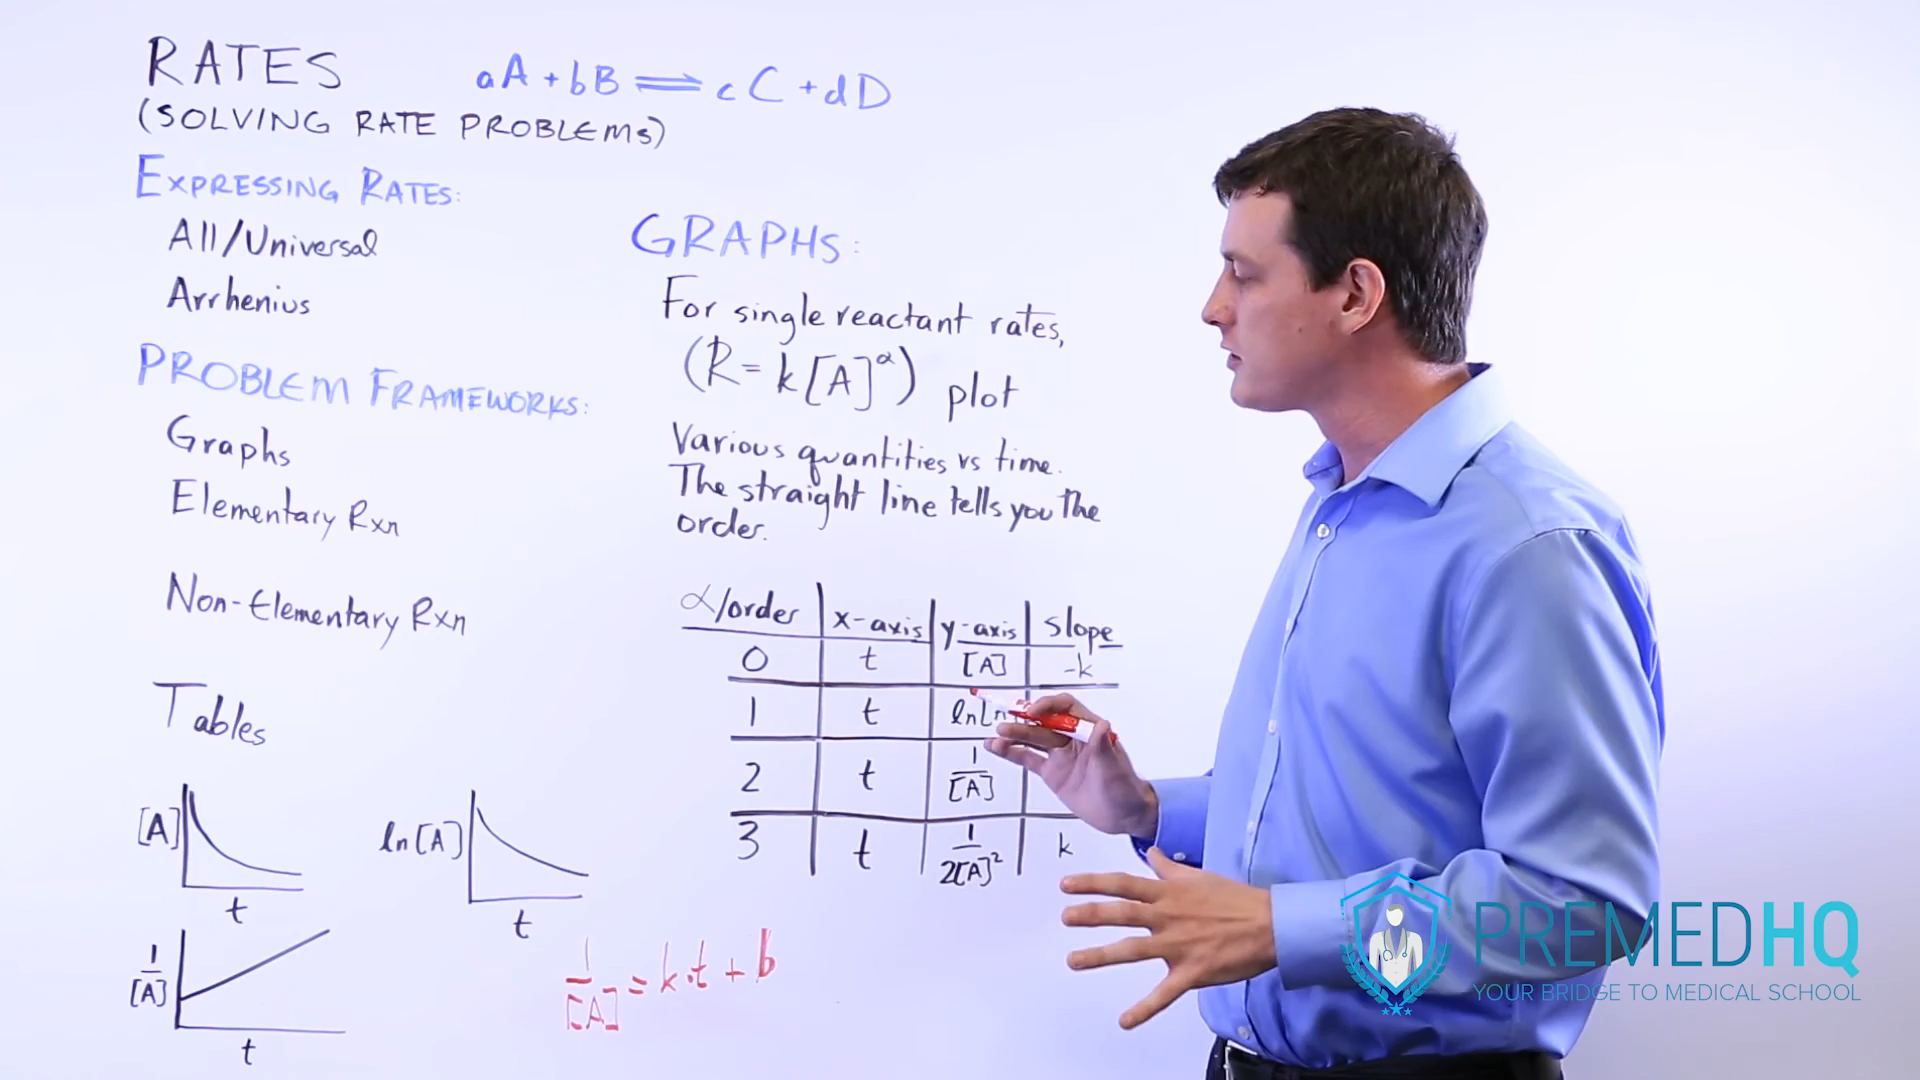 RATES
aA + bB ⇌ cC + dD
(SOLVING RATE PROBLEMS)
EXPRESSING RATES:
All/Universal
Arrhenius
PROBLEM FRAMEWORKS:
Graphs
Elementary Rxn
Non-Elementary Rxn
Tables
[A]
t
ln[A]
t
1/[A]
t
GRAPHS:
For single reactant rates,
(R = k[A]^α) plot
Various quantities vs time.
The straight line tells you the
order.
α/order x-axis y-axis slope
0 t [A] -k
1 t ln
2 t 1/[A]
3 t 1/2[A]² k
1/[A] = k·t + b
PREMEDHQ
YOUR BRIDGE TO MEDICAL SCHOOL